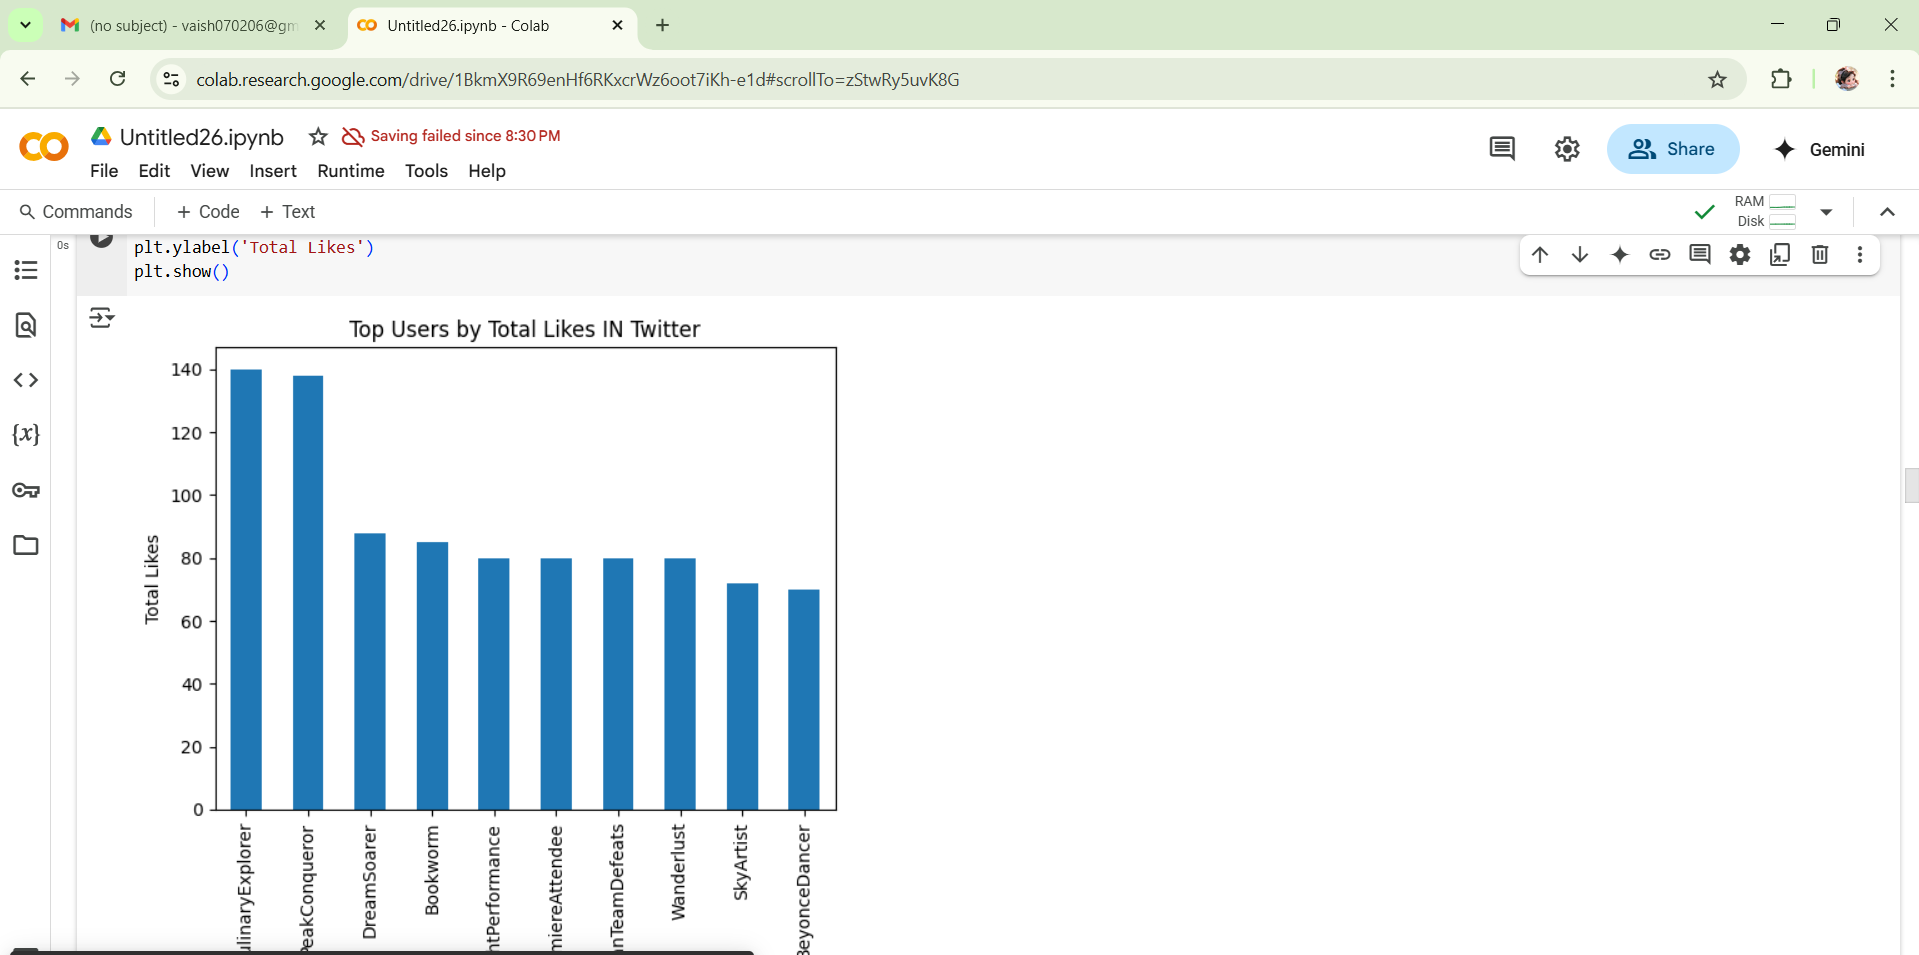 (no subject) - vaish070206@gm
Untitled26.ipynb - Colab
colab.research.google.com/drive/1BkmX9R69enHf6RKxcrWz6oot7iKh-e1d#scrollTo=zStwRy5uvK8G
Untitled26.ipynb
Saving failed since 8:30 PM
File Edit View Insert Runtime Tools Help
Share
Gemini
Commands + Code + Text
RAM
Disk
0s
plt.ylabel('Total Likes')
plt.show()
{x}
Top Users by Total Likes IN Twitter
140
120
100
80
60
40
20
0
Total Likes
ulinaryExplorer
PeakConqueror
DreamSoarer
Bookworm
ntPerformance
miereAttendee
nTeamDefeats
Wanderlust
SkyArtist
BeyonceDancer